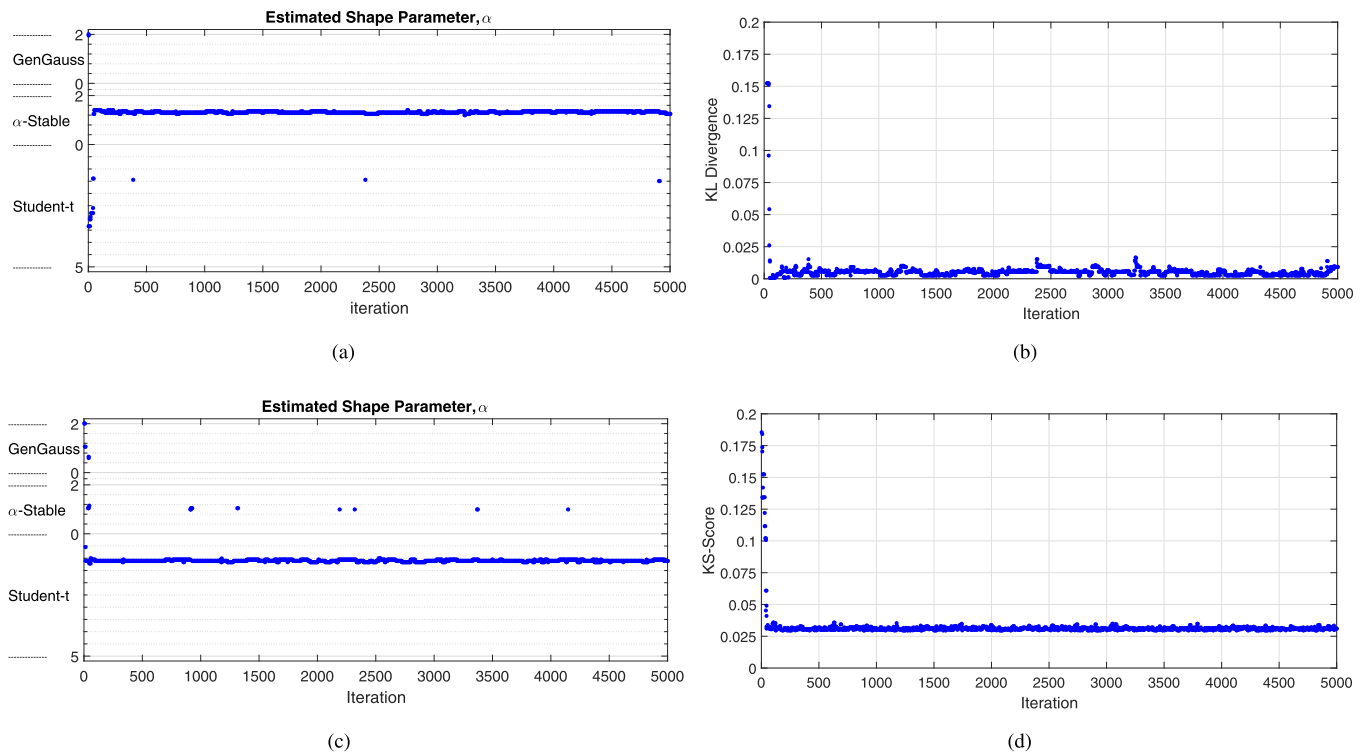 Estimated Shape Parameter, α
2
GenGauss
0
2
α-Stable
0
Student-t
5
0 500 1000 1500 2000 2500 3000 3500 4000 4500 5000
iteration
(a)
0.2
0.175
0.15
0.125
0.1
0.075
0.05
0.025
0
KL Divergence
0 500 1000 1500 2000 2500 3000 3500 4000 4500 5000
Iteration
(b)
Estimated Shape Parameter, α
2
GenGauss
0
2
α-Stable
0
Student-t
5
0 500 1000 1500 2000 2500 3000 3500 4000 4500 5000
Iteration
(c)
0.2
0.175
0.15
0.125
0.1
0.075
0.05
0.025
0
KS-Score
0 500 1000 1500 2000 2500 3000 3500 4000 4500 5000
Iteration
(d)